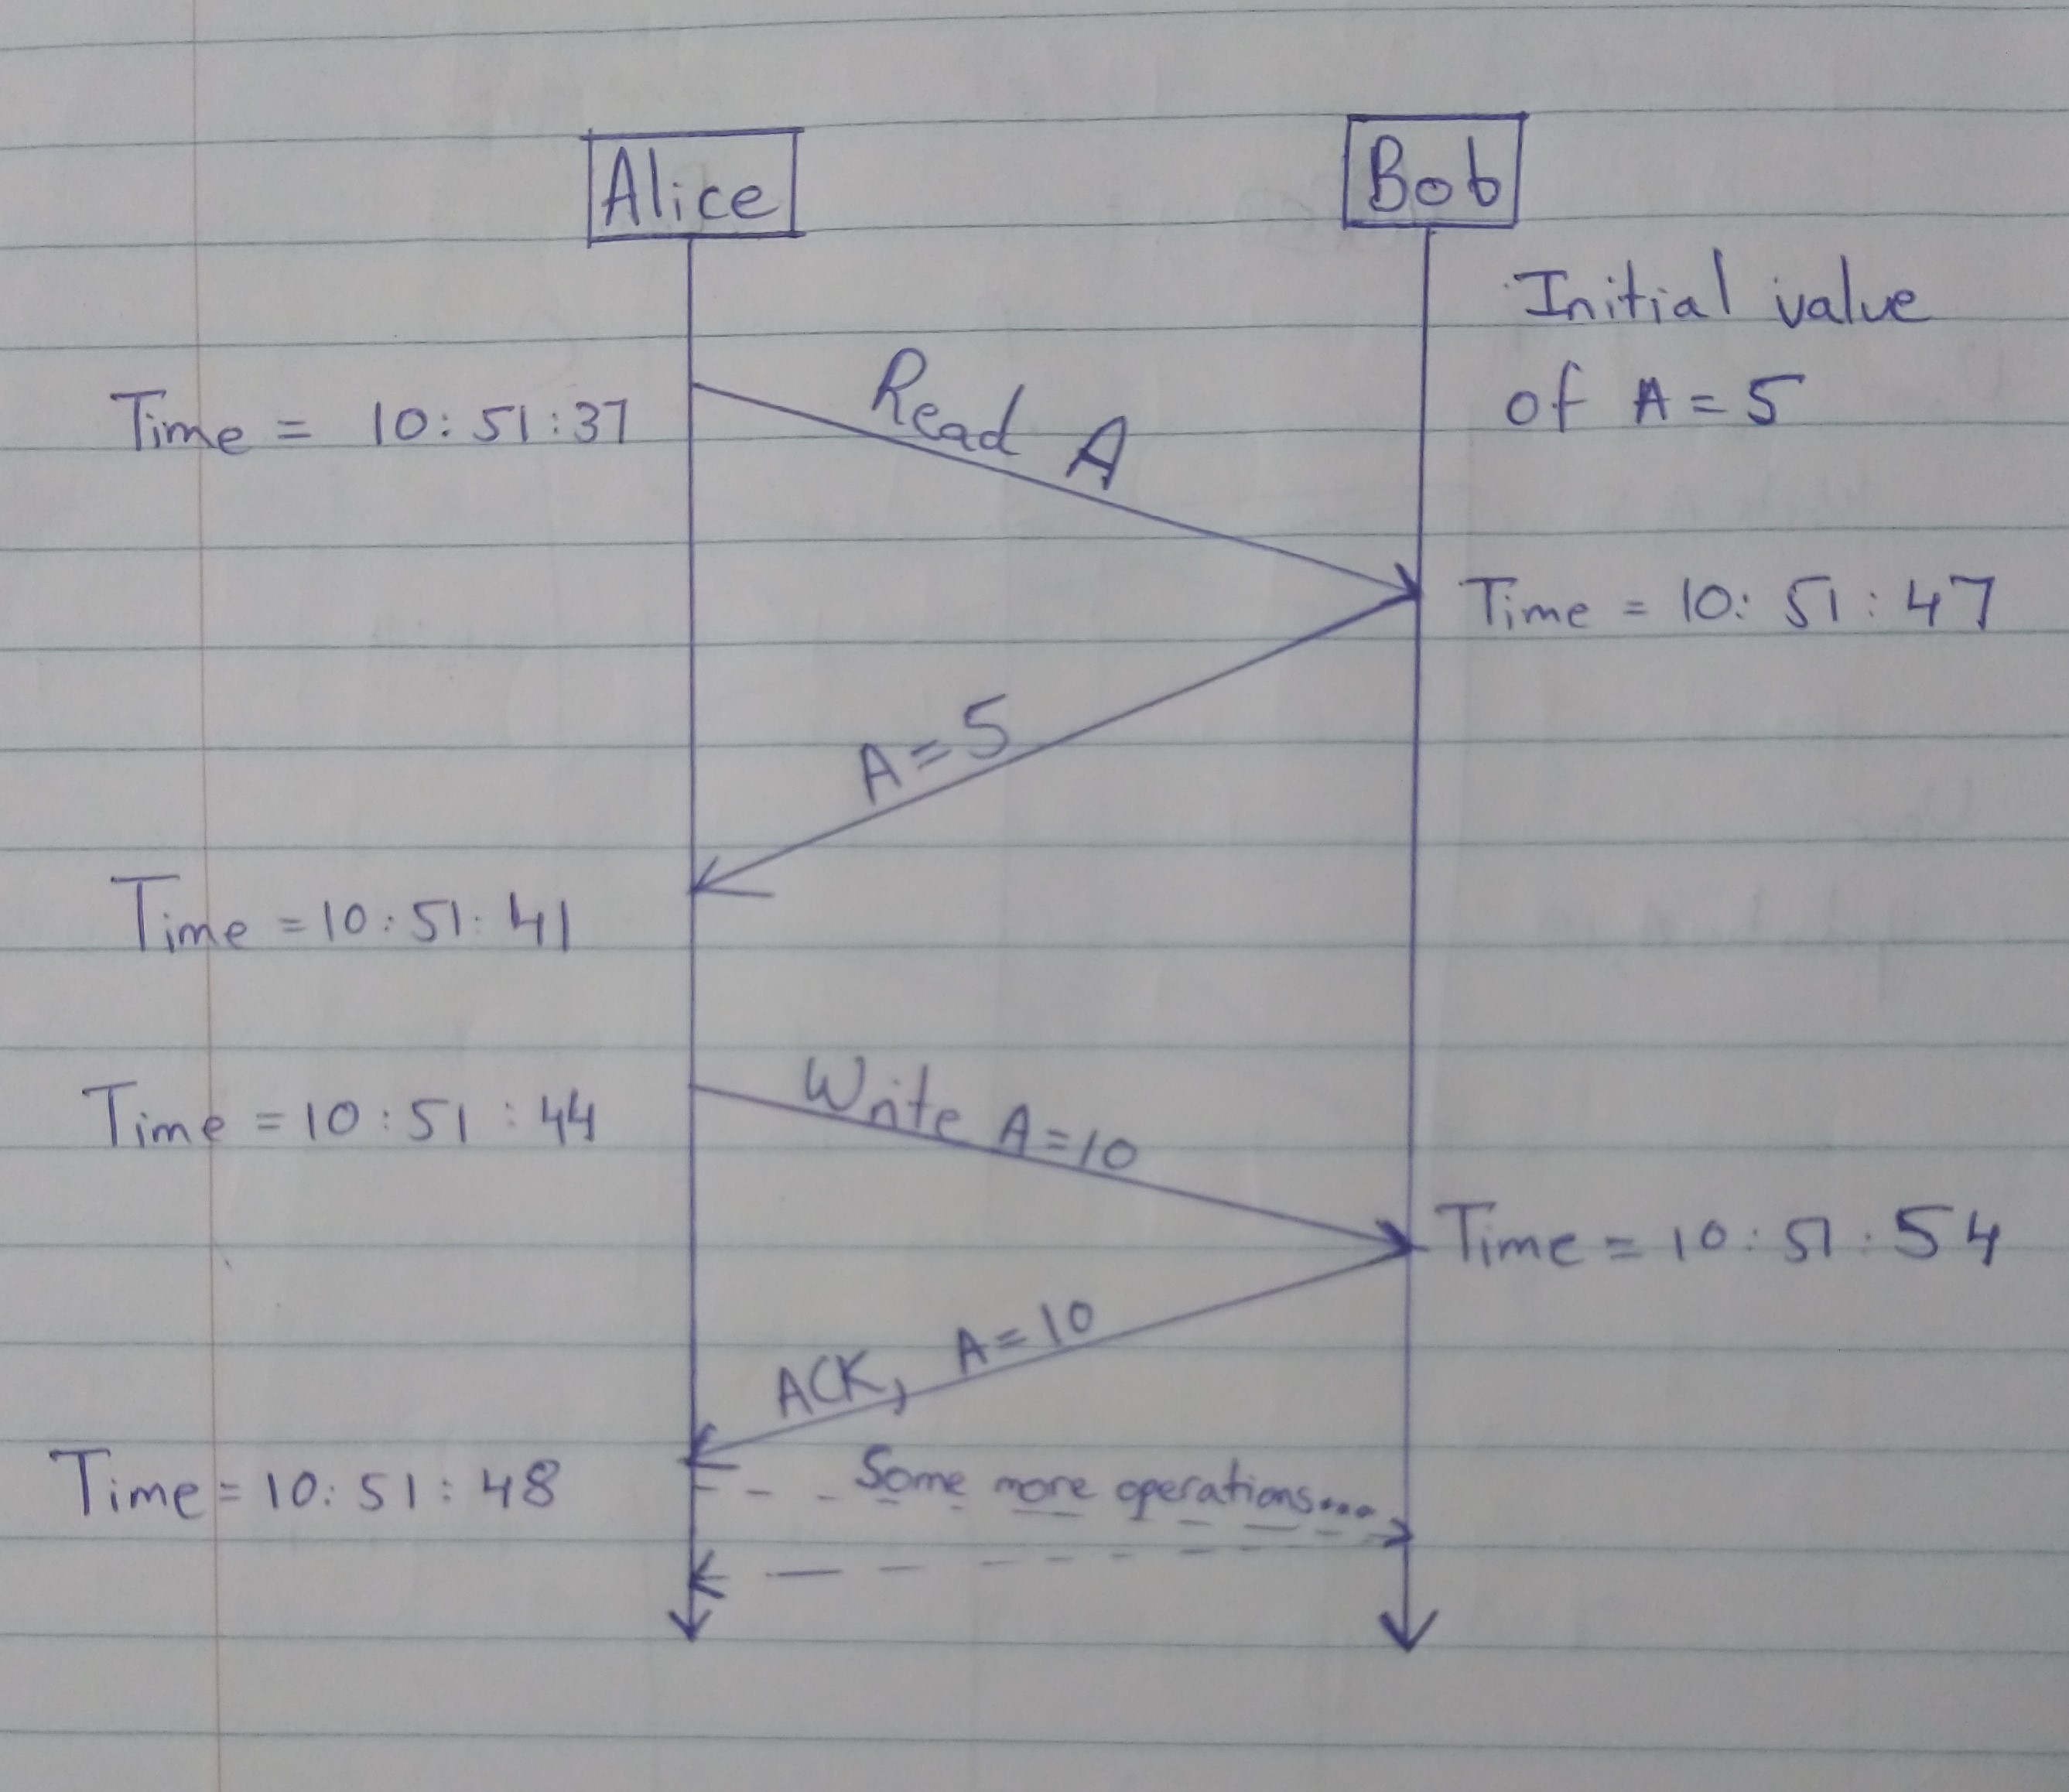 Alice
Bob
Initial value
of A = 5
Time = 10:51:37
Read A
Time = 10:51:47
A=5
Time = 10:51:41
Time = 10:51:44
Write A=10
Time = 10:51:54
ACK, A=10
Time = 10:51:48
Some more operations....